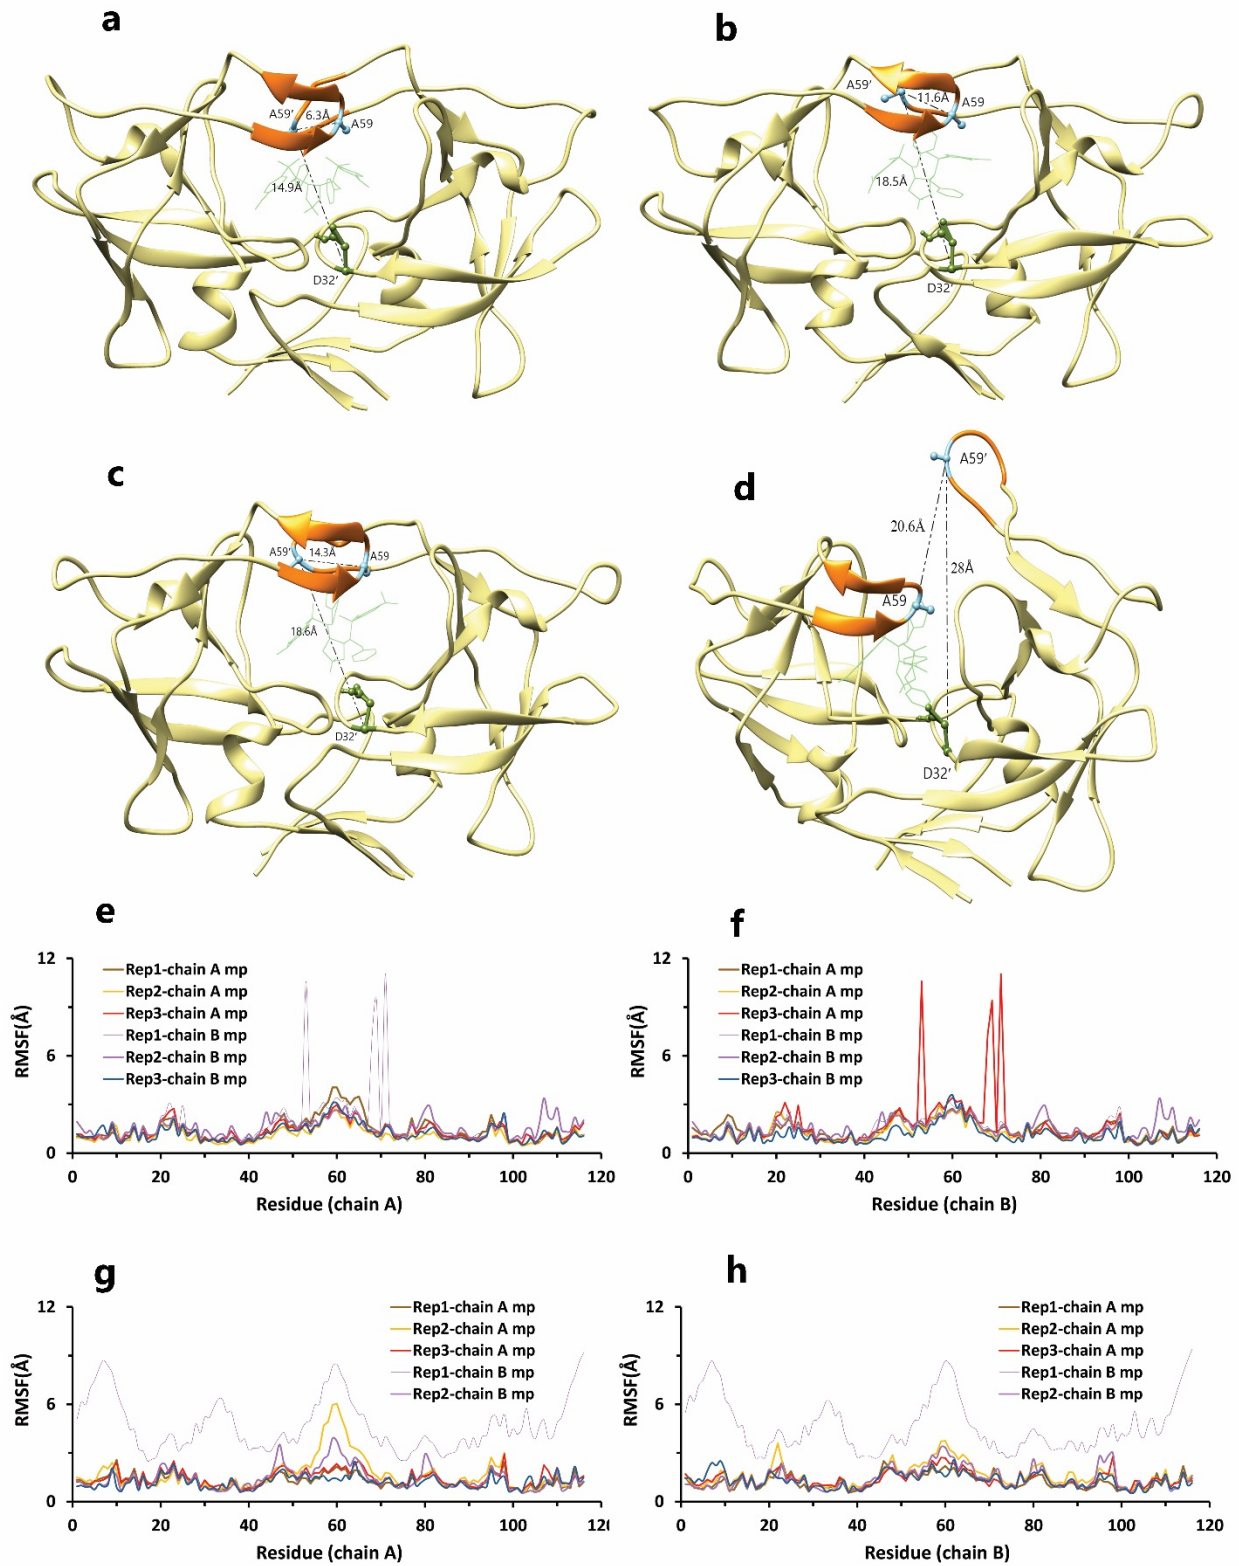 a
b
A59′
6.3Å
A59
14.9Å
D32′
A59′
11.6Å
A59
18.5Å
D32′
c
d
A59′
14.3Å
A59
18.6Å
D32′
A59′
20.6Å
28Å
A59
D32′
e
RMSF(Å)
12
6
0
Rep1-chain A mp
Rep2-chain A mp
Rep3-chain A mp
Rep1-chain B mp
Rep2-chain B mp
Rep3-chain B mp
0 20 40 60 80 100 120
Residue (chain A)
f
RMSF(Å)
12
6
0
Rep1-chain A mp
Rep2-chain A mp
Rep3-chain A mp
Rep1-chain B mp
Rep2-chain B mp
Rep3-chain B mp
0 20 40 60 80 100 120
Residue (chain B)
g
RMSF(Å)
12
6
0
Rep1-chain A mp
Rep2-chain A mp
Rep3-chain A mp
Rep1-chain B mp
Rep2-chain B mp
0 20 40 60 80 100 120
Residue (chain A)
h
RMSF(Å)
12
6
0
Rep1-chain A mp
Rep2-chain A mp
Rep3-chain A mp
Rep1-chain B mp
Rep2-chain B mp
0 20 40 60 80 100 120
Residue (chain B)